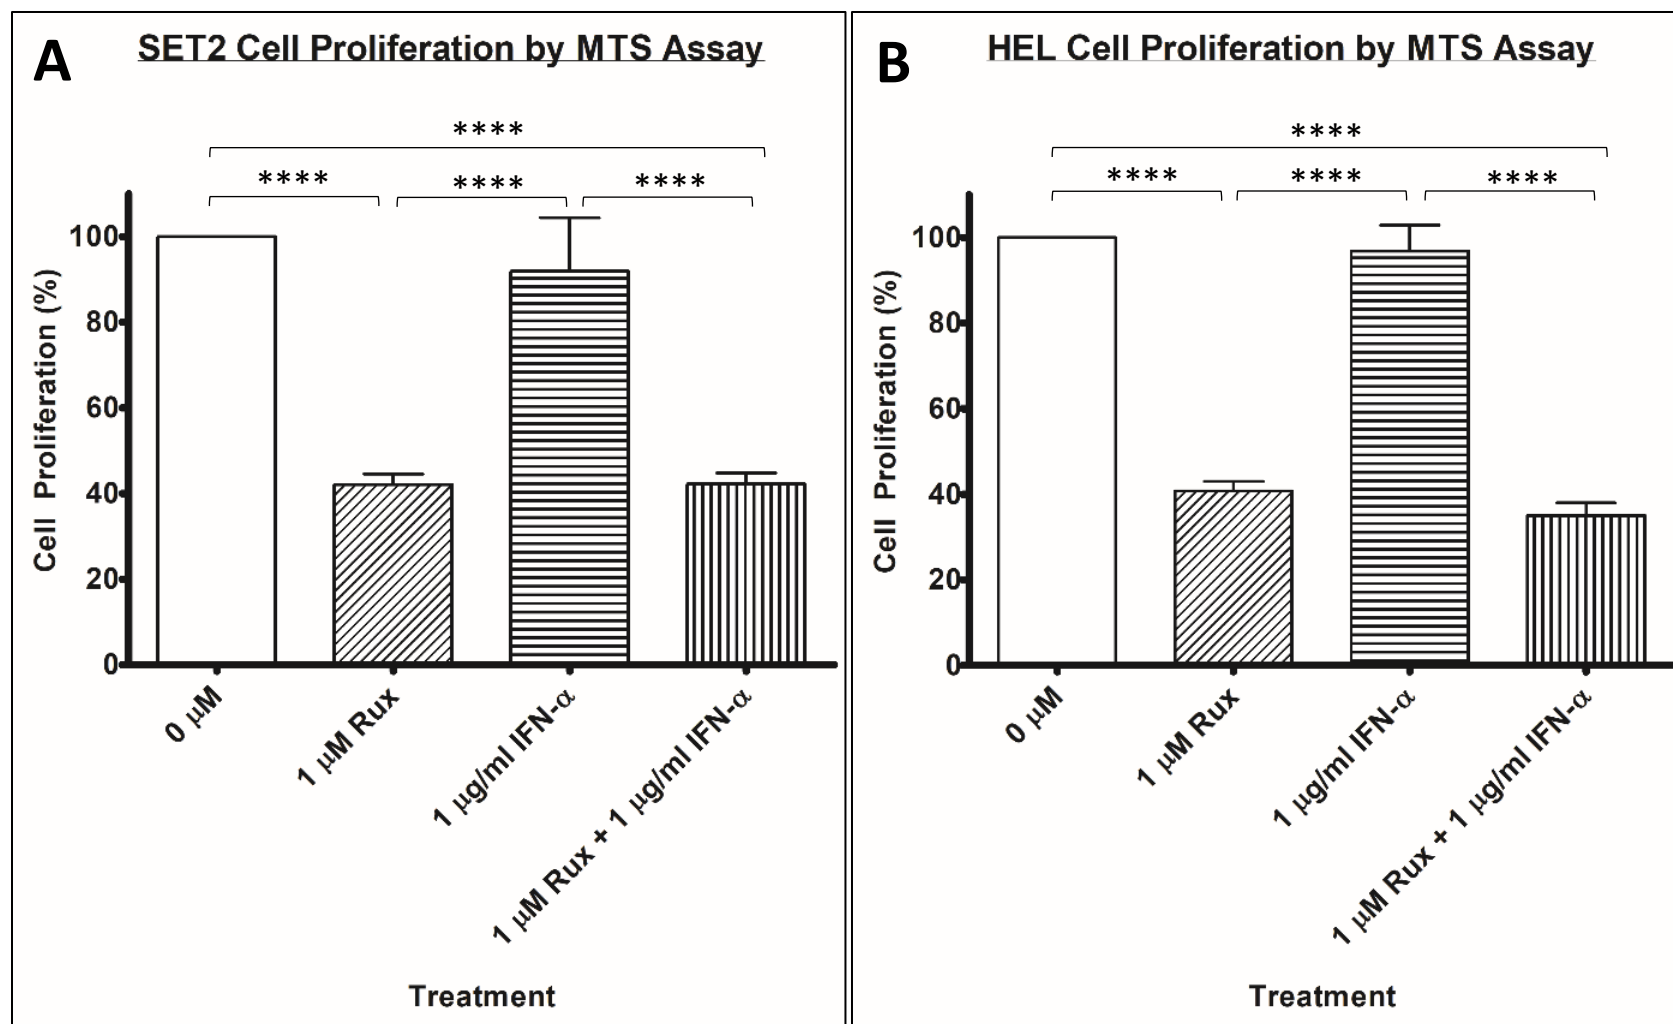 A
SET2 Cell Proliferation by MTS Assay
****
****
****
****
Cell Proliferation (%)
100
80
60
40
20
0
0 μM
1 μM Rux
1 μg/ml IFN-α
1 μM Rux + 1 μg/ml IFN-α
Treatment
B
HEL Cell Proliferation by MTS Assay
****
****
****
****
Cell Proliferation (%)
100
80
60
40
20
0
0 μM
1 μM Rux
1 μg/ml IFN-α
1 μM Rux + 1 μg/ml IFN-α
Treatment